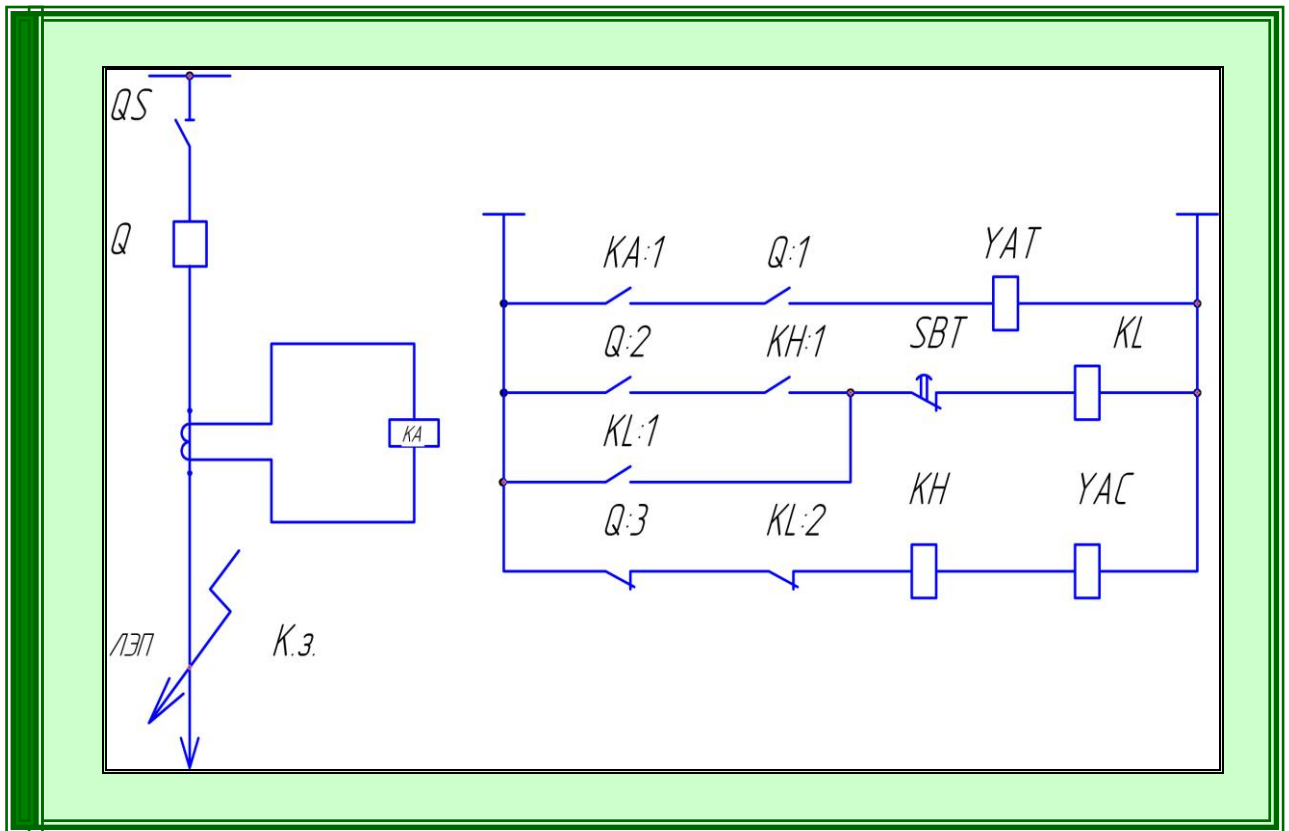 QS
Q
KA
ЛЭП
К.з.
KA:1 Q:1 YAT
Q:2 KH:1 SBT KL
KL:1
Q:3 KL:2 KH YAC